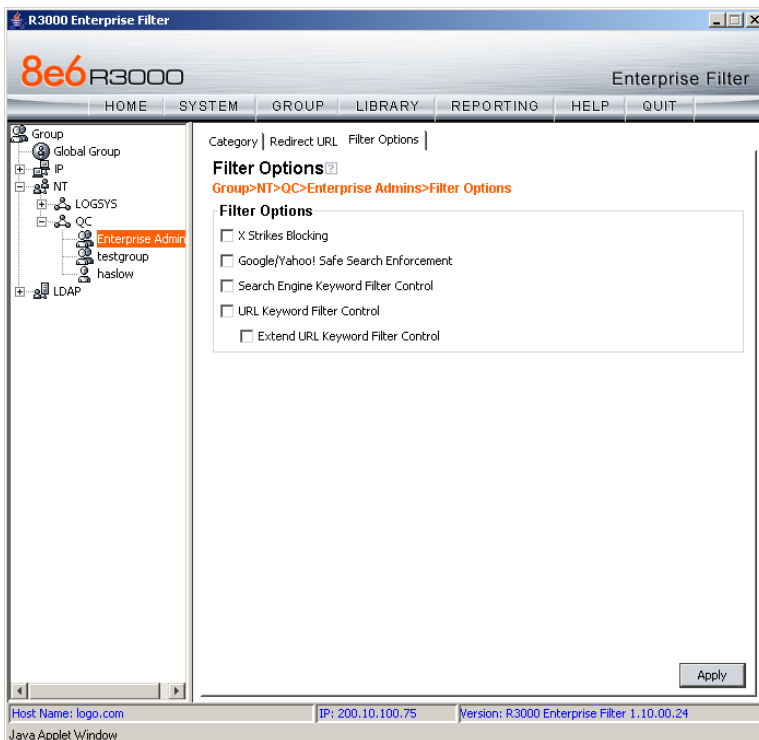 R3000 Enterprise Filter
8e6 R3000
Enterprise Filter
HOME SYSTEM GROUP LIBRARY REPORTING HELP QUIT
Group
Global Group
IP
NT
LOGSYS
QC
Enterprise Admin
testgroup
haslow
LDAP
Category Redirect URL Filter Options
Filter Options ?
Group>NT>QC>Enterprise Admins>Filter Options
Filter Options
X Strikes Blocking
Google/Yahoo! Safe Search Enforcement
Search Engine Keyword Filter Control
URL Keyword Filter Control
Extend URL Keyword Filter Control
Apply
Host Name: logo.com IP: 200.10.100.75 Version: R3000 Enterprise Filter 1.10.00.24
Java Applet Window